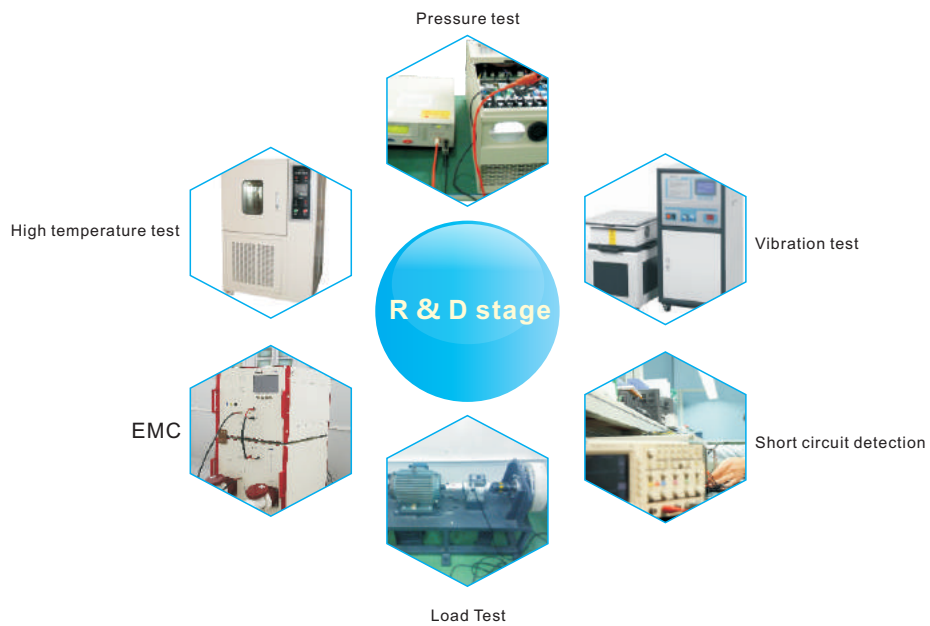 Pressure test
High temperature test
Vibration test
R & D stage
EMC
Short circuit detection
Load Test